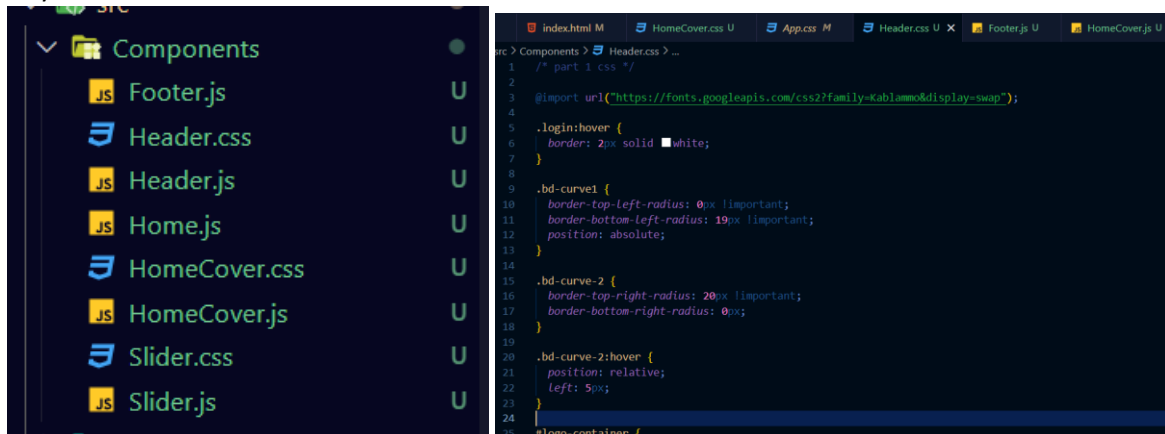 src
Components
Footer.js U
Header.css U
Header.js U
Home.js U
HomeCover.css U
HomeCover.js U
Slider.css U
Slider.js U
index.html M HomeCover.css U App.css M Header.css U X Footer.js U HomeCover.js U
src > Components > Header.css > ...
1 /* part 1 css */
2
3 @import url("https://fonts.googleapis.com/css2?family=Kablammo&display=swap");
4
5 .login:hover {
6 border: 2px solid white;
7 }
8
9 .bd-curve1 {
10 border-top-left-radius: 0px !important;
11 border-bottom-left-radius: 19px !important;
12 position: absolute;
13 }
14
15 .bd-curve-2 {
16 border-top-right-radius: 20px !important;
17 border-bottom-right-radius: 0px;
18 }
19
20 .bd-curve-2:hover {
21 position: relative;
22 left: 5px;
23 }
24
25 #logo-container {